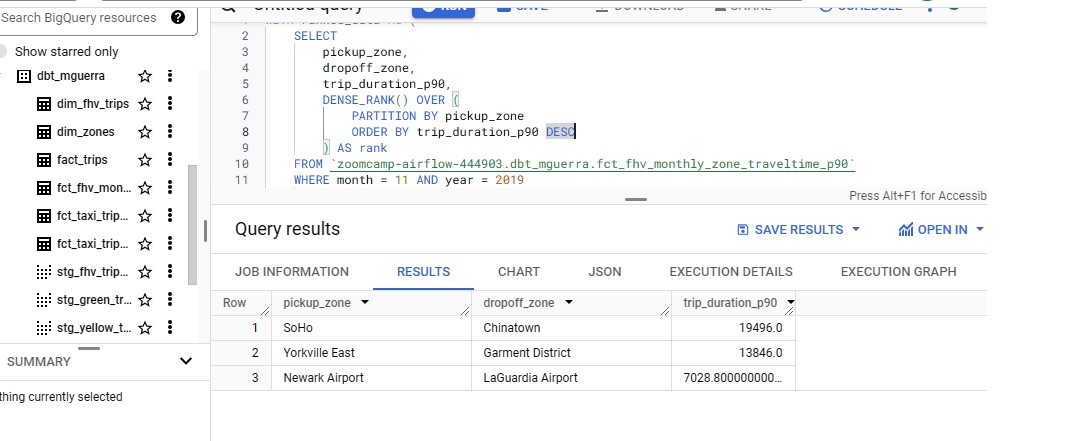 Untitled query
RUN
SAVE
DOWNLOAD
SHARE
SCHEDULE
Search BigQuery resources
?
Show starred only
dbt_mguerra
dim_fhv_trips
dim_zones
fact_trips
fct_fhv_mon...
fct_taxi_trip...
fct_taxi_trip...
stg_fhv_trip...
stg_green_tr...
stg_yellow_t...
SUMMARY
thing currently selected
2 SELECT
3 pickup_zone,
4 dropoff_zone,
5 trip_duration_p90,
6 DENSE_RANK() OVER (
7 PARTITION BY pickup_zone
8 ORDER BY trip_duration_p90 DESC
9 ) AS rank
10 FROM `zoomcamp-airflow-444903.dbt_mguerra.fct_fhv_monthly_zone_traveltime_p90`
11 WHERE month = 11 AND year = 2019
Press Alt+F1 for Accessib
Query results
SAVE RESULTS
OPEN IN
JOB INFORMATION RESULTS CHART JSON EXECUTION DETAILS EXECUTION GRAPH
Row pickup_zone dropoff_zone trip_duration_p90
1 SoHo Chinatown 19496.0
2 Yorkville East Garment District 13846.0
3 Newark Airport LaGuardia Airport 7028.800000000...